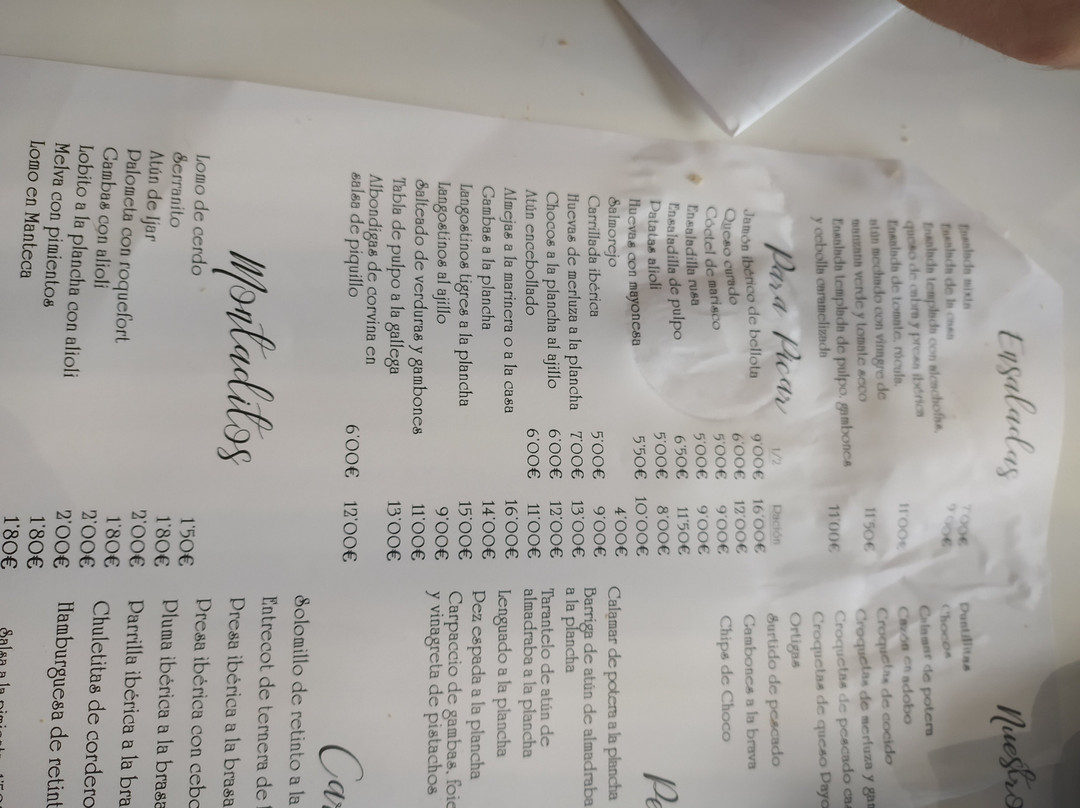 Ensaladas
Ensalada mixta 7'00€
Ensalada de la casa 9'00€
Ensalada templada con alcachofas,
queso de cabra y presa ibérica 11'00€
Ensalada de tomate, rúcula,
atún mechado con vinagre de
manzana verde y tomate seco 11'50€
Ensalada templada de pulpo, gambones
y cebolla caramelizada 11'00€
Para Picar
1/2 Ración
Jamón ibérico de bellota 9'00€ 16'00€
Queso curado 6'00€ 12'00€
Cóctel de marisco 5'00€ 9'00€
Ensaladilla rusa 5'00€ 9'00€
Ensaladilla de pulpo 6'50€ 11'50€
Patatas alioli 5'00€ 8'00€
Huevas con mayonesa 5'50€ 10'00€
Salmorejo 4'00€
Carrillada ibérica 5'00€ 9'00€
Huevas de merluza a la plancha 7'00€ 13'00€
Chocos a la plancha al ajillo 6'00€ 12'00€
Atún encebollado 6'00€ 11'00€
Almejas a la marinera o a la casa 16'00€
Gambas a la plancha 14'00€
Langostinos tigres a la plancha 15'00€
Langostinos al ajillo 9'00€
Salteado de verduras y gambones 11'00€
Tabla de pulpo a la gallega 13'00€
Albondigas de corvina en
salsa de piquillo 6'00€ 12'00€
Montaditos
Lomo de cerdo 1'50€
Serranito 1'80€
Atún de Ijar 2'00€
Palometa con roquefort 1'80€
Gambas con alioli 2'00€
Lobito a la plancha con alioli 2'00€
Melva con pimientos 1'80€
Lomo en Manteca 1'80€
Nuestr
Puntillitas
Chocos
Calamar de potera
Cazón en adobo
Croquetas de cocido
Croquetas de merluza y gam
Croquetas de pescado
Croquetas de queso Payo
Ortigas
Surtido de pescado
Gambones a la brava
Chips de Choco
Pe
Calamar de potera a la plancha
Barriga de atún de almadraba
a la plancha
Tarantelo de atún de
almadraba a la plancha
Lenguado a la plancha
Pez espada a la plancha
Carpaccio de gambas, foie
y vinagreta de pistachos
Car
Solomillo de retinto a la
Entrecot de ternera de
Presa ibérica a la brasa
Presa ibérica con cebo
Pluma ibérica a la brasa
Parrilla ibérica a la bra
Chuletitas de cordero
Hamburguesa de retint
Salsa a la pimienta 1'5